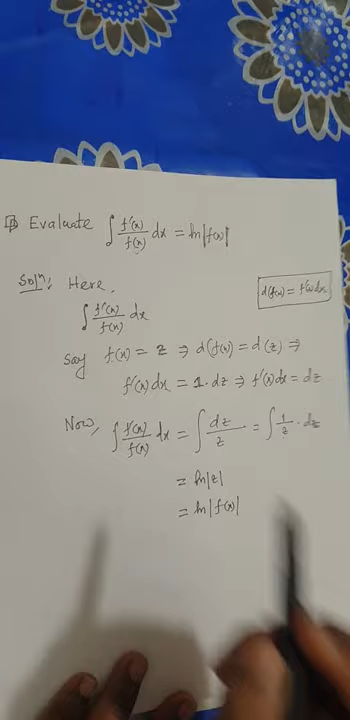 Evaluate ∫ f'(x)/f(x) dx = ln|f(x)|
Solⁿ: Here,
d(f(x)) = f'(x)dx
∫ f'(x)/f(x) dx
Say f(x) = z ⇒ d(f(x)) = d(z) ⇒
f'(x)dx = 1. dz ⇒ f'(x)dx = dz
Now, ∫ f'(x)/f(x) dx = ∫ dz/z = ∫ 1/z . dz
= ln|z|
= ln|f(x)|